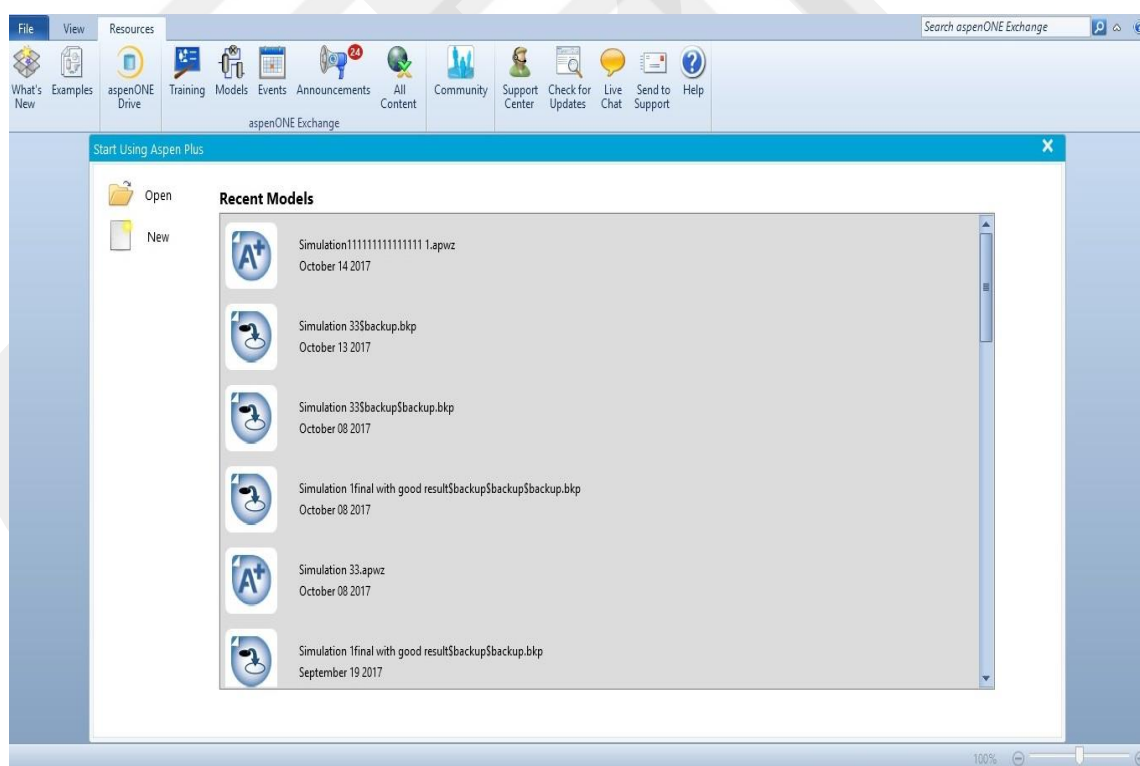 File View Resources
Search aspenONE Exchange
What's New
Examples
aspenONE Drive
Training
Models
Events
Announcements
24
All Content
Community
Support Center
Check for Updates
Live Chat
Send to Support
Help
aspenONE Exchange
Start Using Aspen Plus
Open
New
Recent Models
A+
Simulation111111111111111 1.apwz
October 14 2017
Simulation 33$backup.bkp
October 13 2017
Simulation 33$backup$backup.bkp
October 08 2017
Simulation 1final with good result$backup$backup$backup.bkp
October 08 2017
A+
Simulation 33.apwz
October 08 2017
Simulation 1final with good result$backup$backup.bkp
September 19 2017
100%